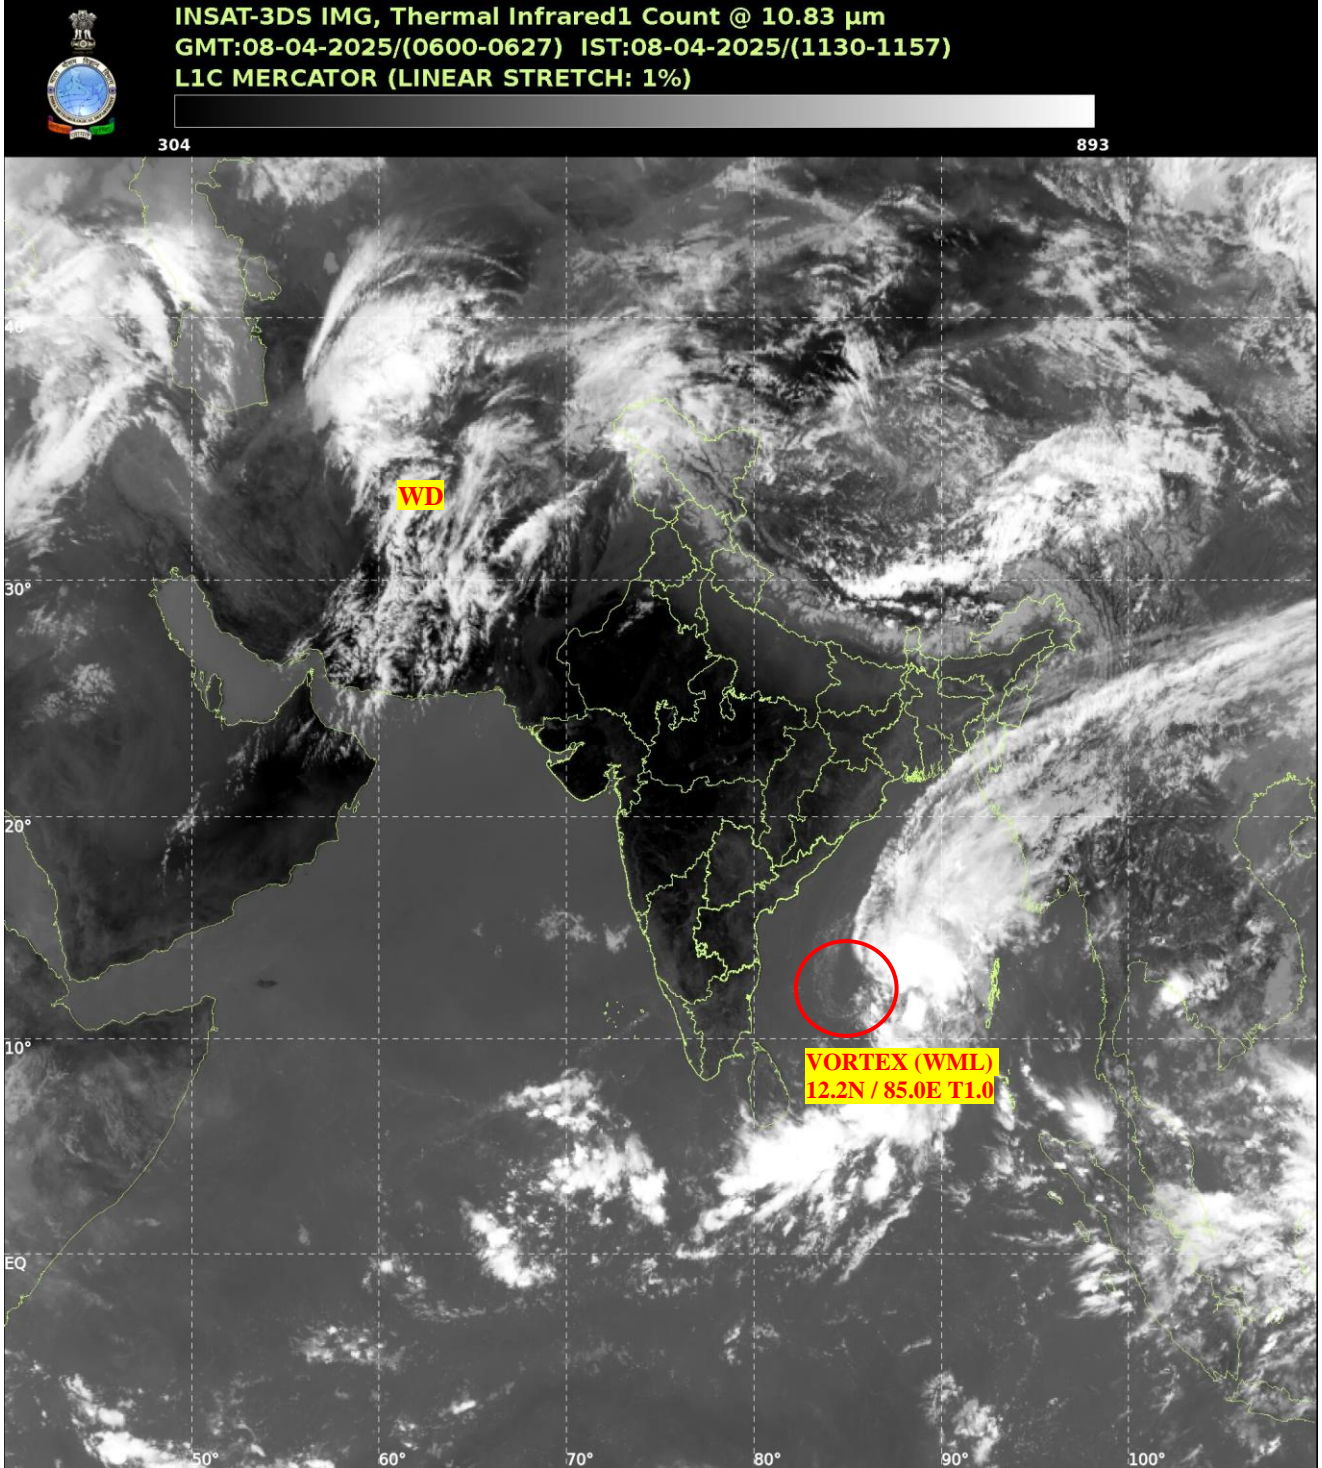 INSAT-3DS IMG, Thermal Infrared1 Count @ 10.83 µm
GMT:08-04-2025/(0600-0627) IST:08-04-2025/(1130-1157)
L1C MERCATOR (LINEAR STRETCH: 1%)
304 893
40°
WD
30°
20°
10°
VORTEX (WML)
12.2N / 85.0E T1.0
EQ
50° 60° 70° 80° 90° 100°